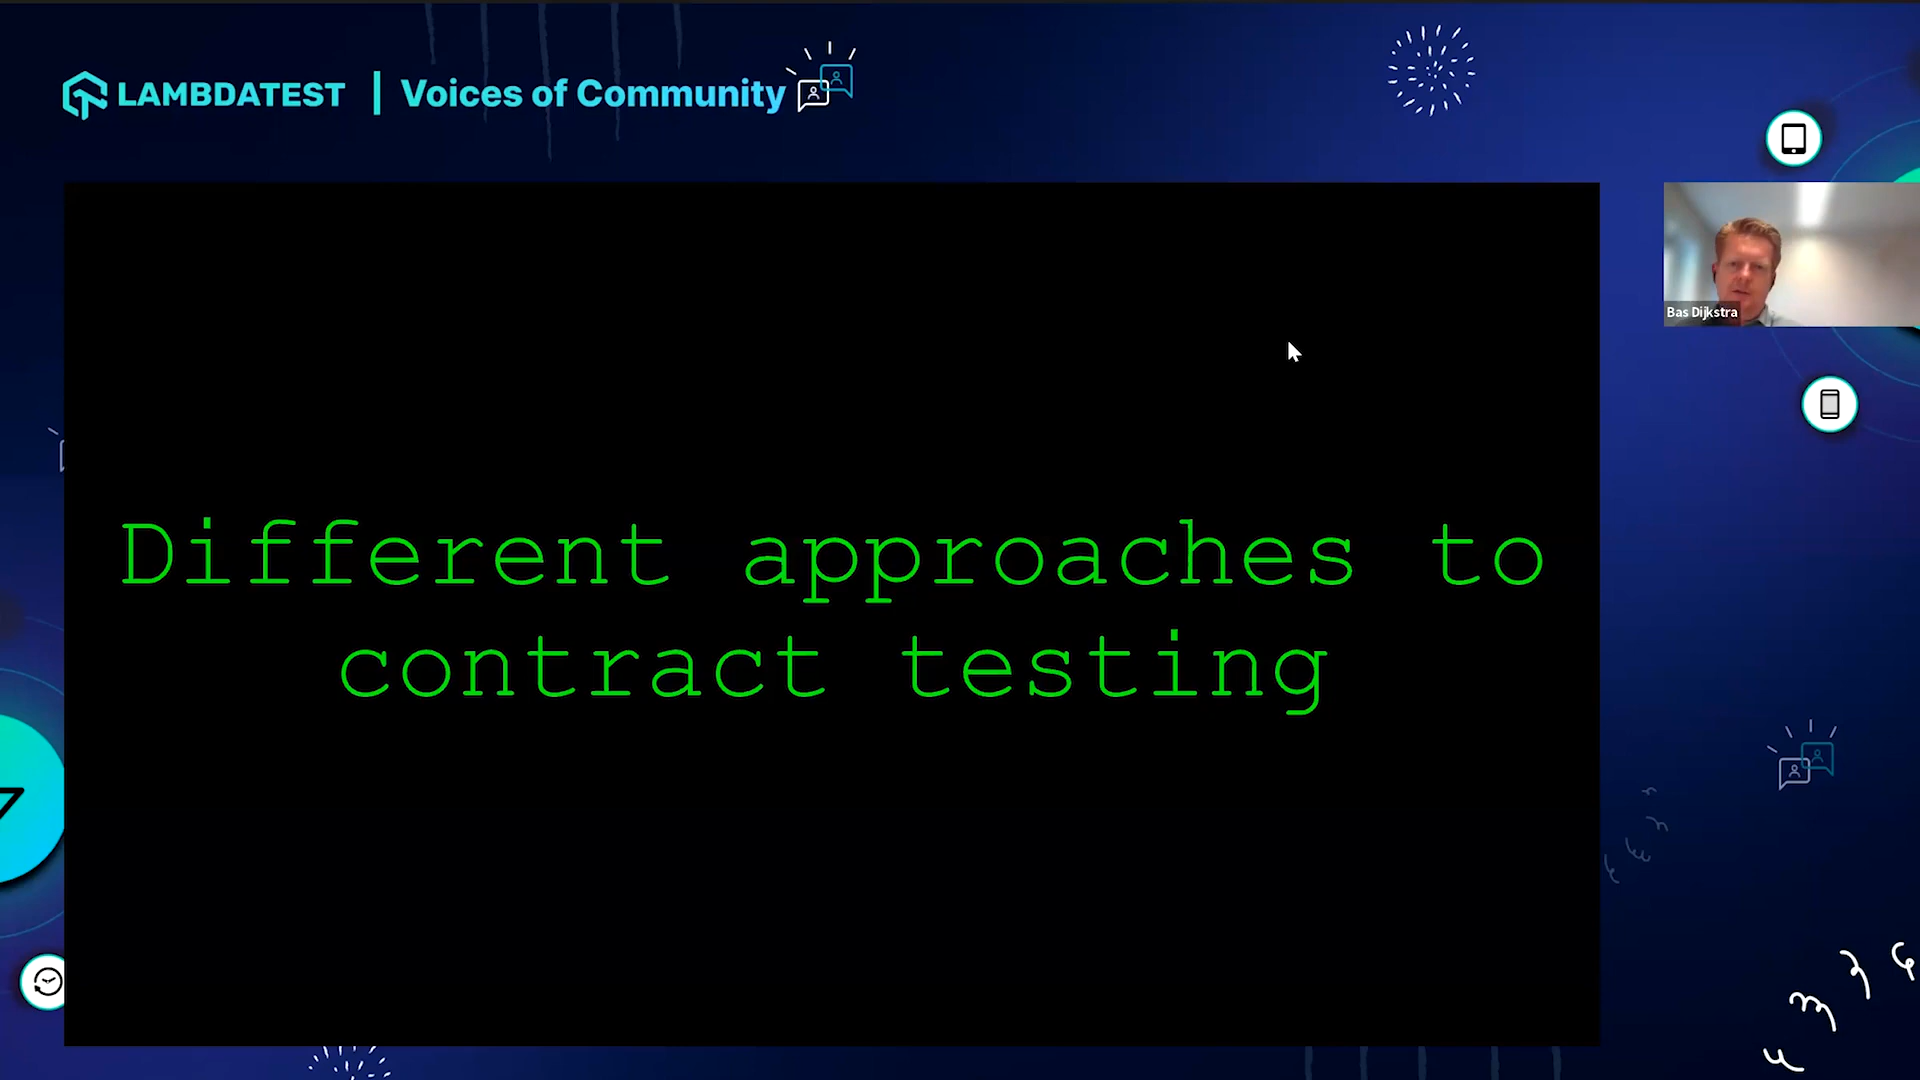 LAMBDATEST | Voices of Community
Bas Dijkstra
Different approaches to
contract testing